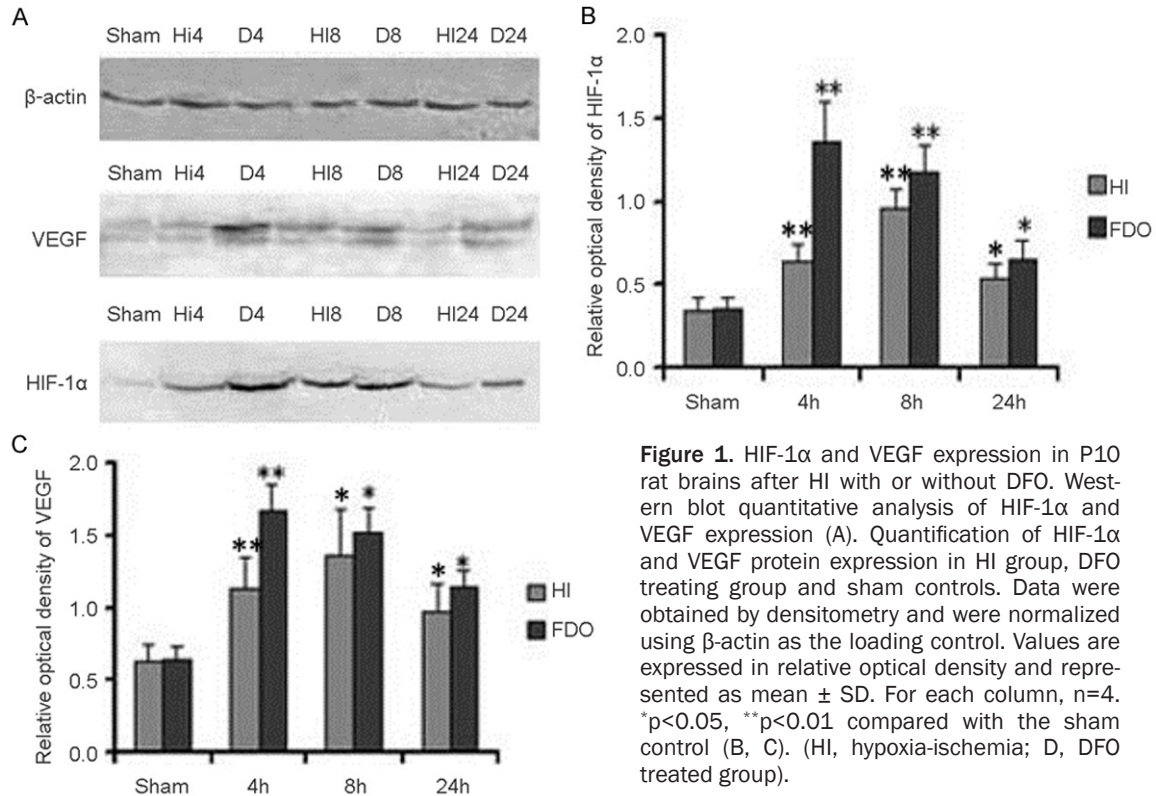 A
Sham Hi4 D4 HI8 D8 HI24 D24
β-actin
Sham Hi4 D4 HI8 D8 HI24 D24
VEGF
Sham Hi4 D4 HI8 D8 HI24 D24
HIF-1α
B
Relative optical density of HIF-1α
2.0
1.5
1.0
0.5
0.0
**
**
**
**
*
*
Sham 4h 8h 24h
HI
FDO
C
Relative optical density of VEGF
2.0
1.5
1.0
0.5
0.0
**
**
*
*
*
*
Sham 4h 8h 24h
HI
FDO
Figure 1. HIF-1α and VEGF expression in P10
rat brains after HI with or without DFO. West-
ern blot quantitative analysis of HIF-1α and
VEGF expression (A). Quantification of HIF-1α
and VEGF protein expression in HI group, DFO
treating group and sham controls. Data were
obtained by densitometry and were normalized
using β-actin as the loading control. Values are
expressed in relative optical density and repre-
sented as mean ± SD. For each column, n=4.
*p<0.05, **p<0.01 compared with the sham
control (B, C). (HI, hypoxia-ischemia; D, DFO
treated group).